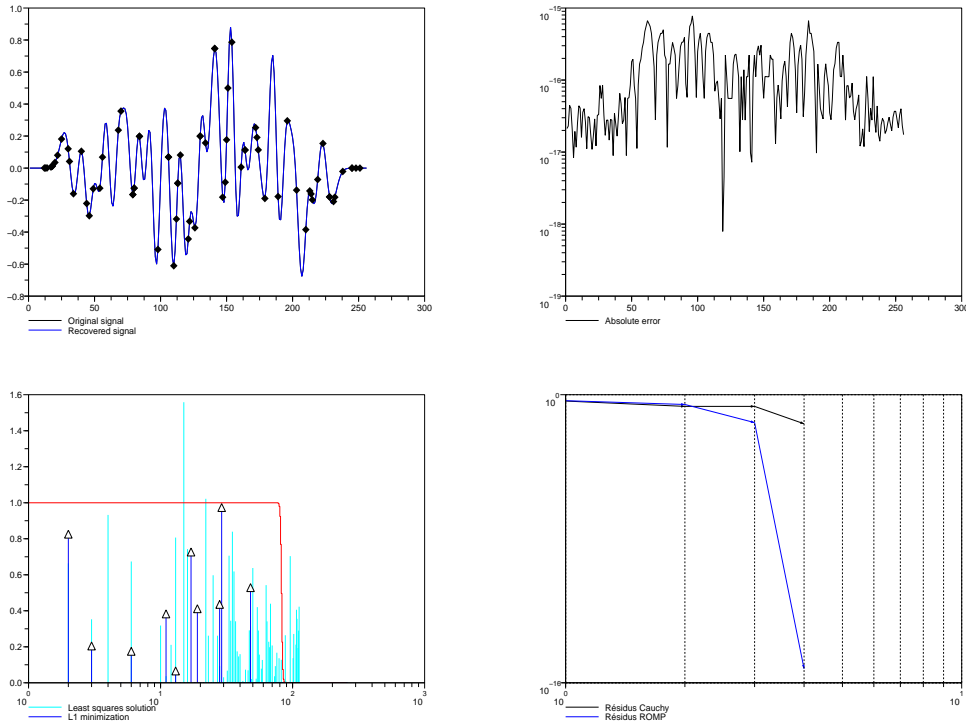 1.0
0.8
0.6
0.4
0.2
0.0
−0.2
−0.4
−0.6
−0.8
0 50 100 150 200 250 300
Original signal
Recovered signal
10 −15
10 −16
10 −17
10 −18
10 −19
0 50 100 150 200 250 300
Absolute error
1.6
1.4
1.2
1.0
0.8
0.6
0.4
0.2
0.0
10 0 10 1 10 2 10 3
Least squares solution
L1 minimization
10 0
10 −16
10 0 10 1
Résidus Cauchy
Résidus ROMP